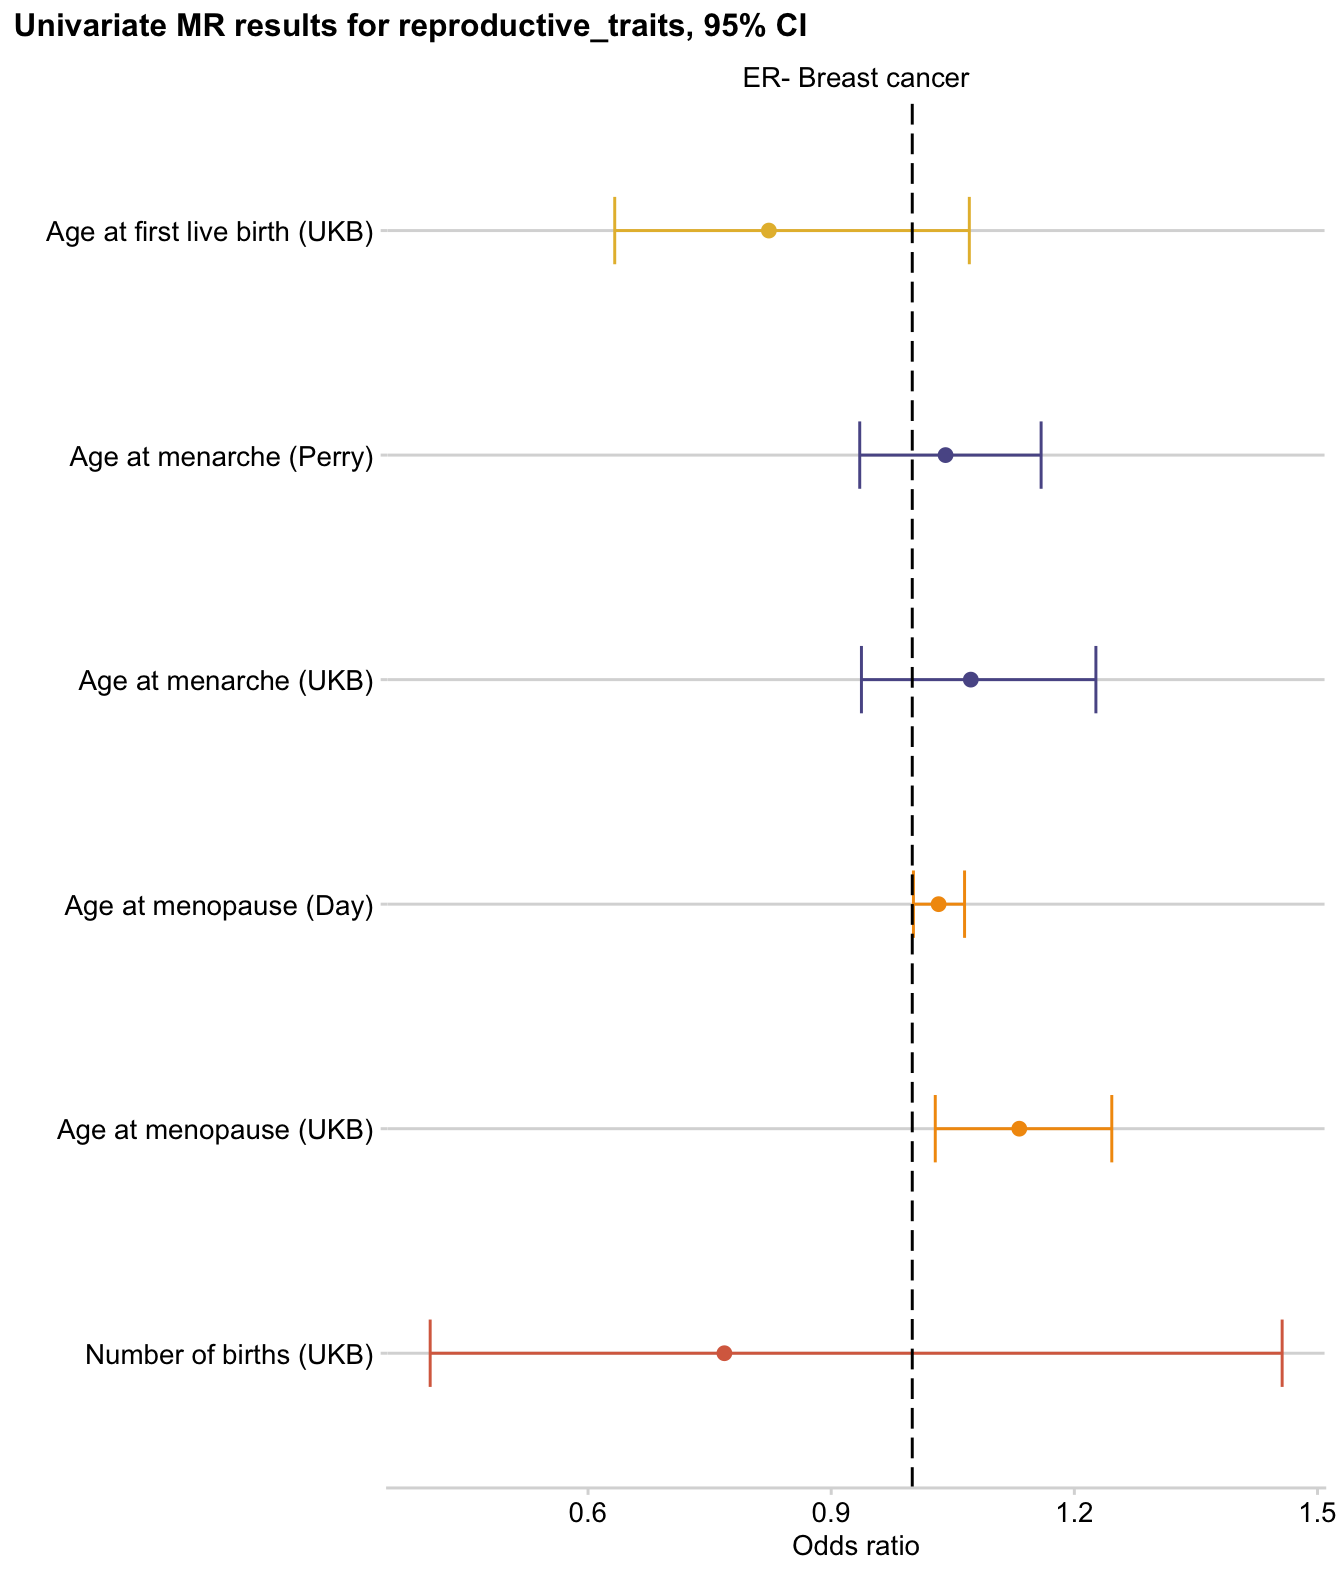 Univariate MR results for reproductive_traits, 95% CI
ER- Breast cancer
Age at first live birth (UKB)
Age at menarche (Perry)
Age at menarche (UKB)
Age at menopause (Day)
Age at menopause (UKB)
Number of births (UKB)
0.6 0.9 1.2 1.5
Odds ratio